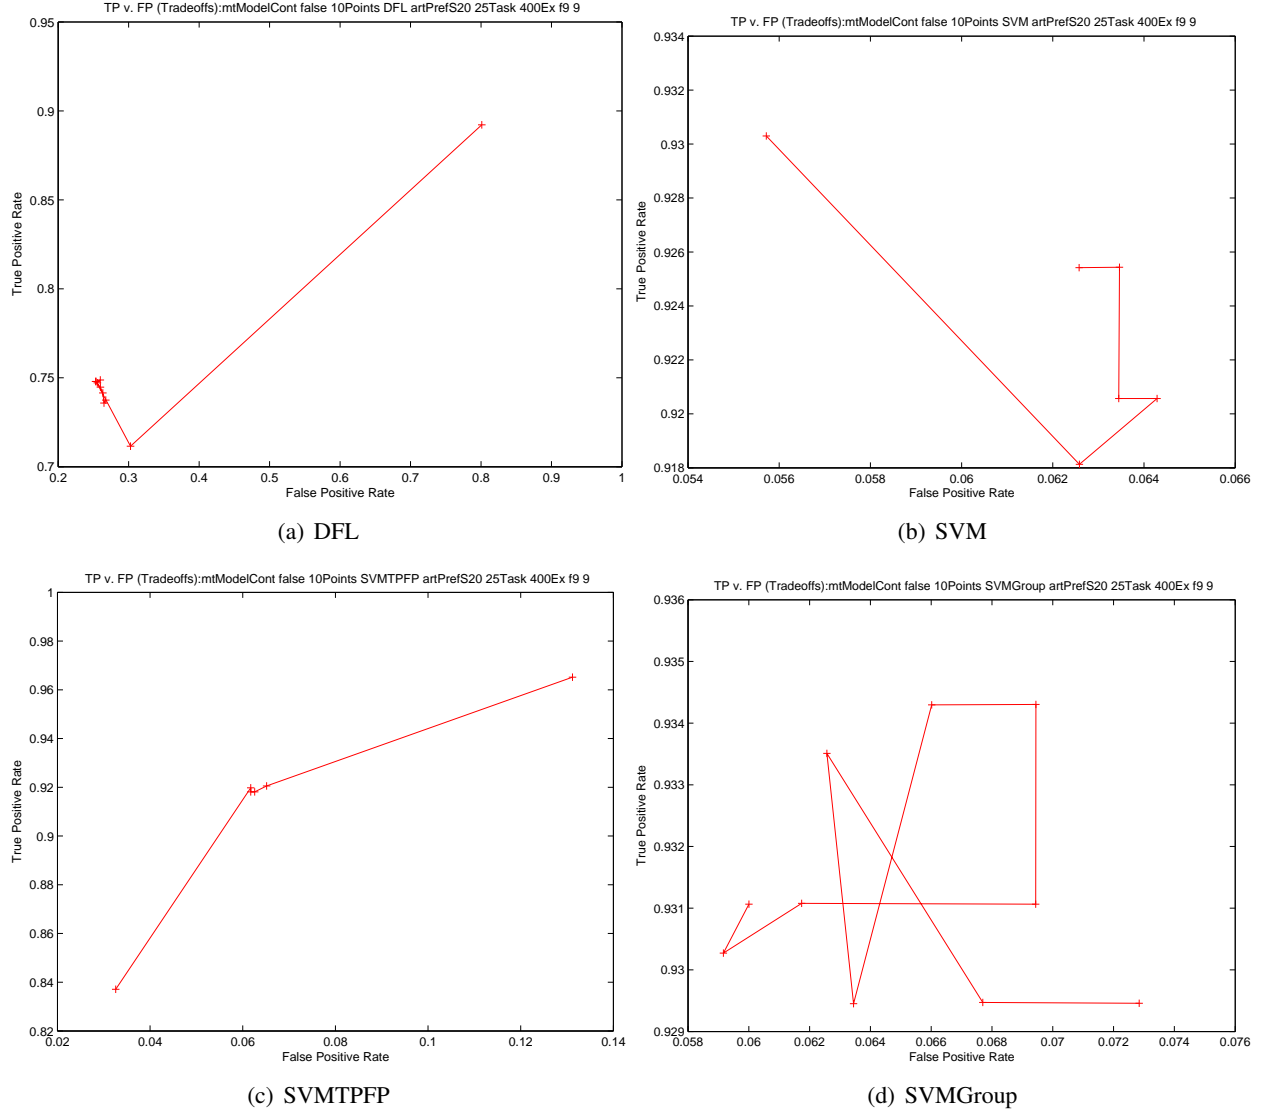 TP v. FP (Tradeoffs):mtModelCont false 10Points DFL artPrefS20 25Task 400Ex f9 9
0.95
0.9
0.85
0.8
0.75
0.7
True Positive Rate
0.2 0.3 0.4 0.5 0.6 0.7 0.8 0.9 1
False Positive Rate
(a) DFL
TP v. FP (Tradeoffs):mtModelCont false 10Points SVM artPrefS20 25Task 400Ex f9 9
0.934
0.932
0.93
0.928
0.926
0.924
0.922
0.92
0.918
True Positive Rate
0.054 0.056 0.058 0.06 0.062 0.064 0.066
False Positive Rate
(b) SVM
TP v. FP (Tradeoffs):mtModelCont false 10Points SVMTPFP artPrefS20 25Task 400Ex f9 9
1
0.98
0.96
0.94
0.92
0.9
0.88
0.86
0.84
0.82
True Positive Rate
0.02 0.04 0.06 0.08 0.1 0.12 0.14
False Positive Rate
(c) SVMTPFP
TP v. FP (Tradeoffs):mtModelCont false 10Points SVMGroup artPrefS20 25Task 400Ex f9 9
0.936
0.935
0.934
0.933
0.932
0.931
0.93
0.929
True Positive Rate
0.058 0.06 0.062 0.064 0.066 0.068 0.07 0.072 0.074 0.076
False Positive Rate
(d) SVMGroup